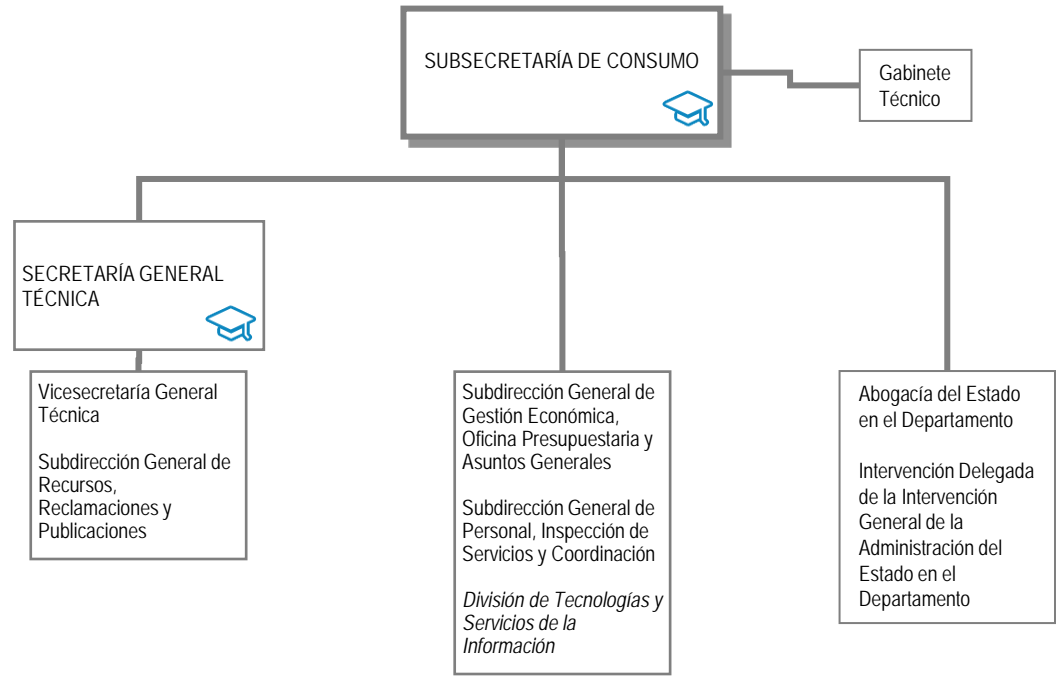 SUBSECRETARÍA DE CONSUMO
Gabinete
Técnico
SECRETARÍA GENERAL
TÉCNICA
Vicesecretaría General
Técnica
Subdirección General de
Recursos,
Reclamaciones y
Publicaciones
Subdirección General de
Gestión Económica,
Oficina Presupuestaria y
Asuntos Generales
Subdirección General de
Personal, Inspección de
Servicios y Coordinación
División de Tecnologías y
Servicios de la
Información
Abogacía del Estado
en el Departamento
Intervención Delegada
de la Intervención
General de la
Administración del
Estado en el
Departamento